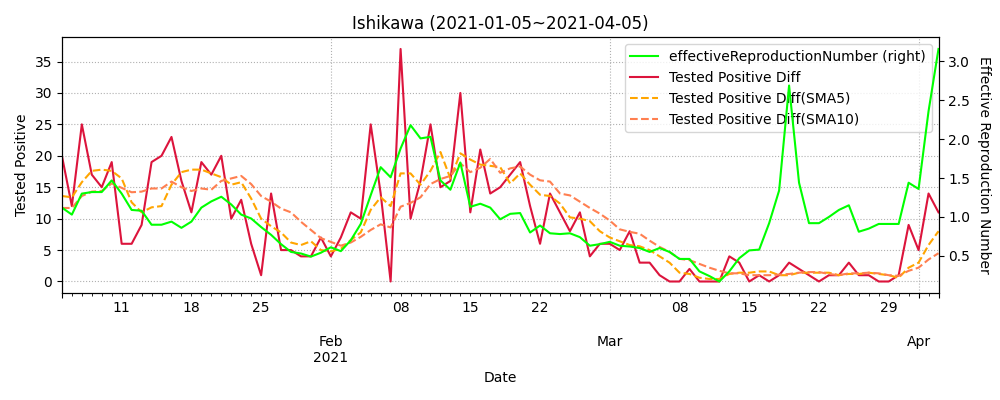 Ishikawa (2021-01-05~2021-04-05)
effectiveReproductionNumber (right)
Tested Positive Diff
Tested Positive Diff(SMA5)
Tested Positive Diff(SMA10)
Tested Positive
35
30
25
20
15
10
5
0
3.0
2.5
2.0
1.5
1.0
0.5
Effective Reproduction Number
11 18 25 08 15 22 08 15 22 29
Feb Mar Apr
2021
Date